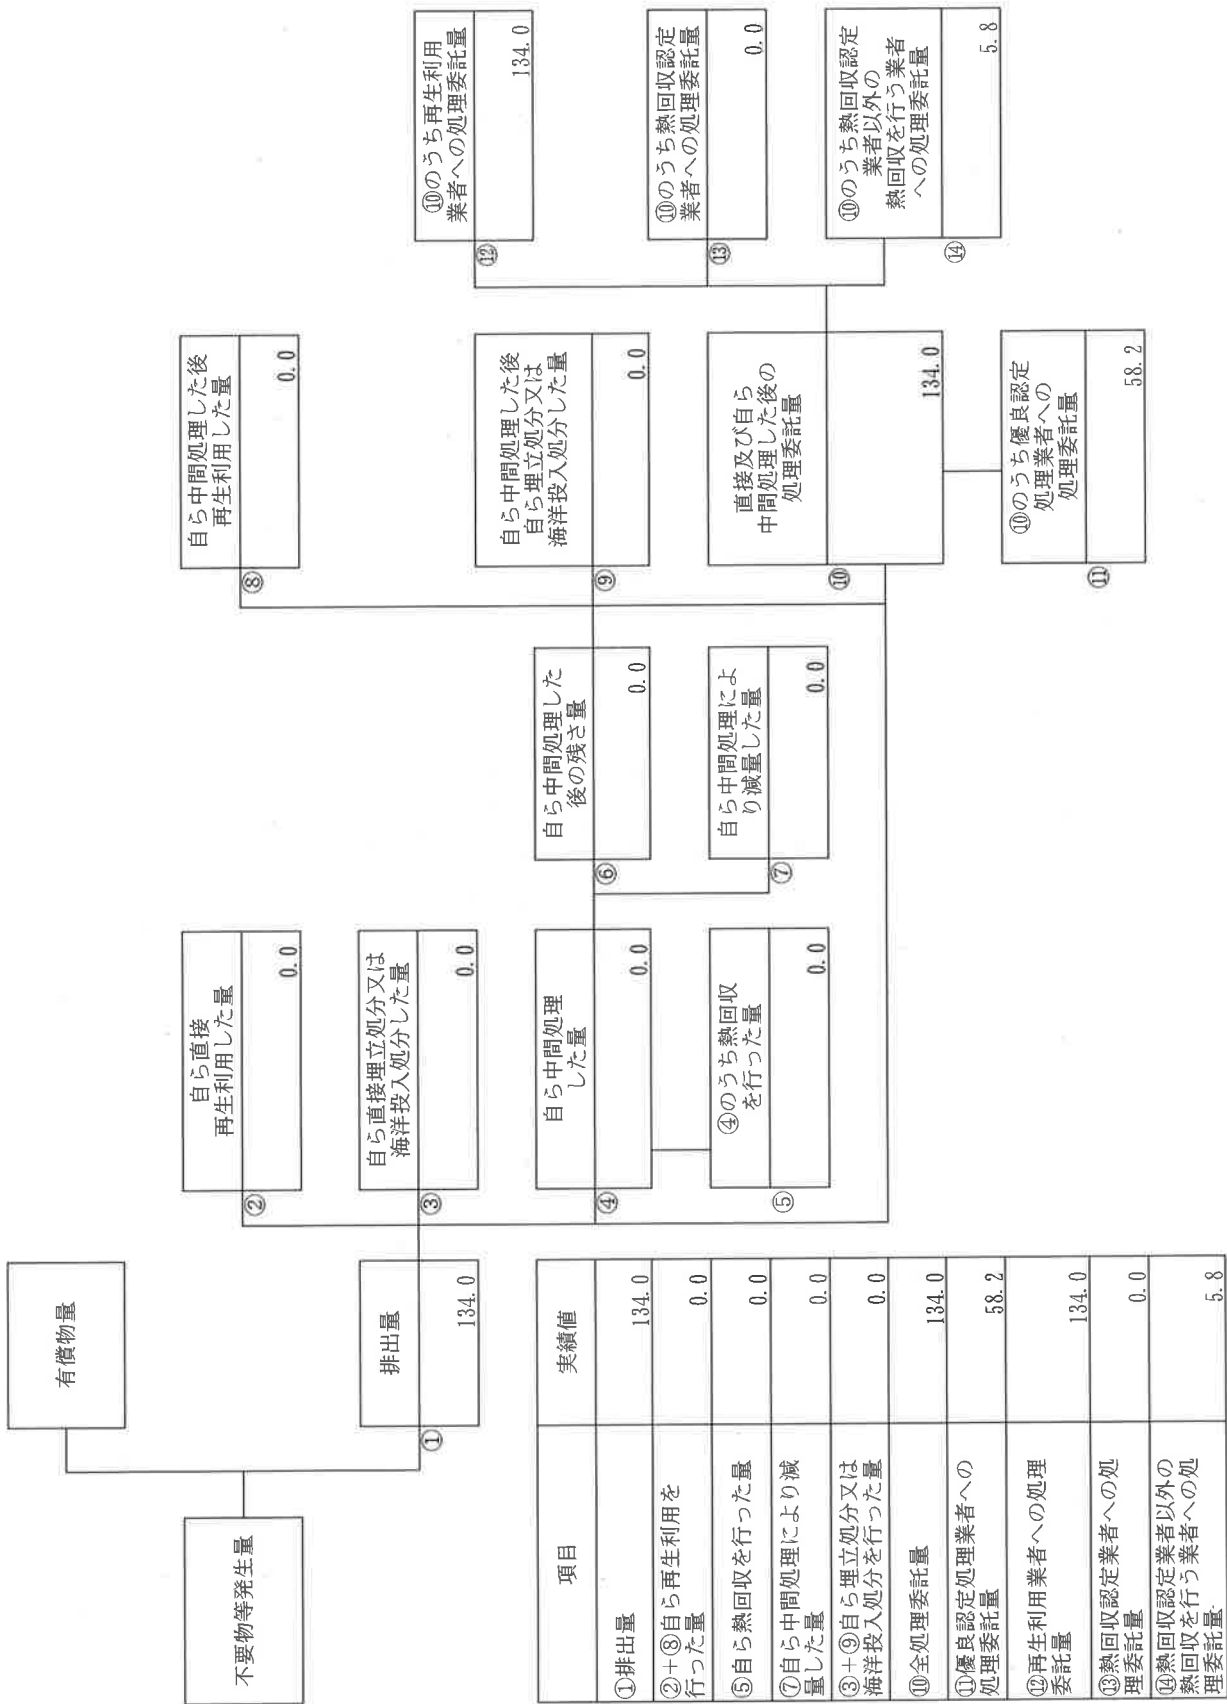 不要物等発生量
有償物量
①
排出量
134.0
②
自ら直接
再生利用した量
0.0
③
自ら直接埋立処分又は
海洋投入処分した量
0.0
④
自ら中間処理
した量
0.0
⑤
④のうち熱回収
を行った量
0.0
⑥
自ら中間処理した
後の残さ量
0.0
⑦
自ら中間処理によ
り減量した量
0.0
⑧
自ら中間処理した後
再生利用した量
0.0
⑨
自ら中間処理した後
自ら埋立処分又は
海洋投入処分した量
0.0
⑩
直接及び自ら
中間処理した後の
処理委託量
134.0
⑪
⑩のうち優良認定
処理業者への
処理委託量
58.2
⑫
⑩のうち再生利用
業者への処理委託量
134.0
⑬
⑩のうち熱回収認定
業者への処理委託量
0.0
⑭
⑩のうち熱回収認定
業者以外の
熱回収を行う業者
への処理委託量
5.8
項目 実績値
①排出量 134.0
②+⑧自ら再生利用を
行った量 0.0
⑤自ら熱回収を行った量 0.0
⑦自ら中間処理により減
量した量 0.0
③+⑨自ら埋立処分又は
海洋投入処分を行った量 0.0
⑩全処理委託量 134.0
⑪優良認定処理業者への
処理委託量 58.2
⑫再生利用業者への処理
委託量 134.0
⑬熱回収認定業者への処
理委託量 0.0
⑭熱回収認定業者以外の
熱回収を行う業者への処
理委託量 5.8